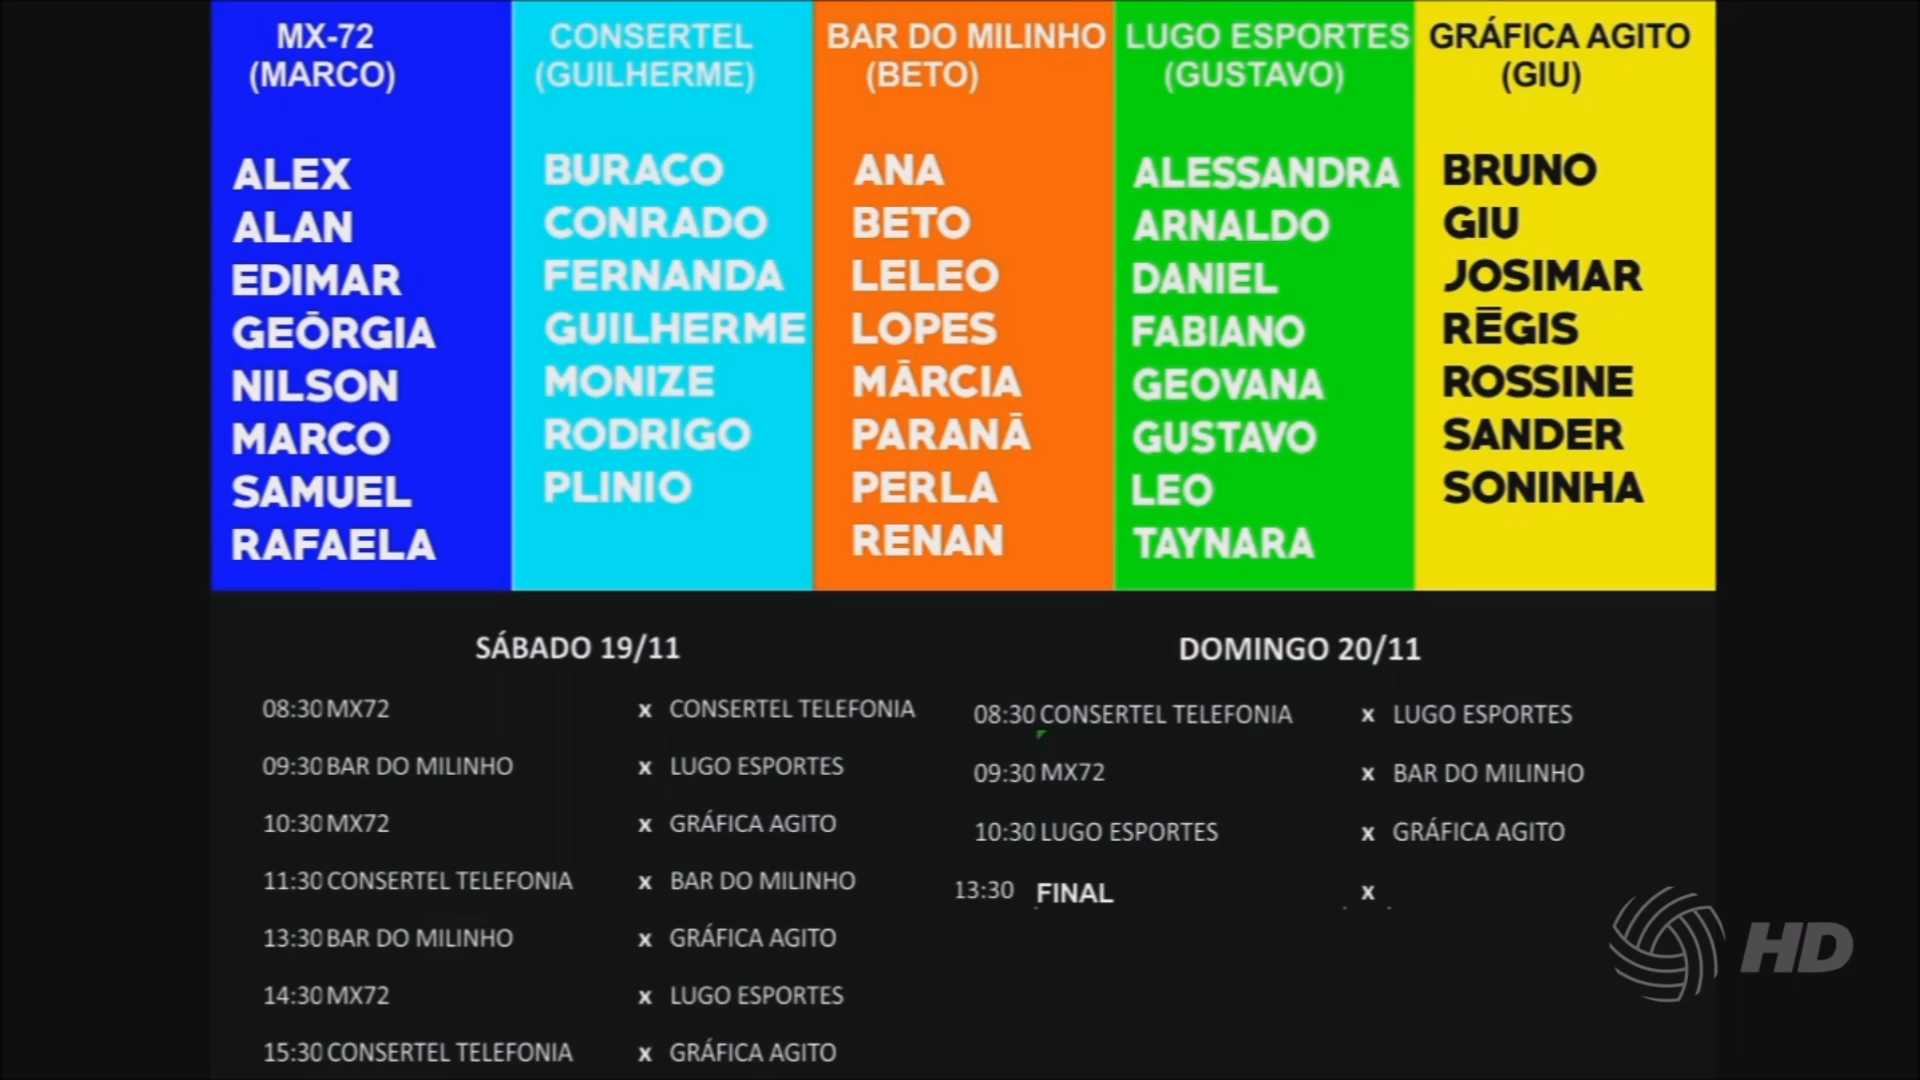 MX-72
(MARCO)
ALEX
ALAN
EDIMAR
GEŌRGIA
NILSON
MARCO
SAMUEL
RAFAELA
CONSERTEL
(GUILHERME)
BURACO
CONRADO
FERNANDA
GUILHERME
MONIZE
RODRIGO
PLINIO
BAR DO MILINHO
(BETO)
ANA
BETO
LELEO
LOPES
MĀRCIA
PARANĀ
PERLA
RENAN
LUGO ESPORTES
(GUSTAVO)
ALESSANDRA
ARNALDO
DANIEL
FABIANO
GEOVANA
GUSTAVO
LEO
TAYNARA
GRÁFICA AGITO
(GIU)
BRUNO
GIU
JOSIMAR
RĒGIS
ROSSINE
SANDER
SONINHA
SÁBADO 19/11
08:30 MX72 x CONSERTEL TELEFONIA
09:30 BAR DO MILINHO x LUGO ESPORTES
10:30 MX72 x GRÁFICA AGITO
11:30 CONSERTEL TELEFONIA x BAR DO MILINHO
13:30 BAR DO MILINHO x GRÁFICA AGITO
14:30 MX72 x LUGO ESPORTES
15:30 CONSERTEL TELEFONIA x GRÁFICA AGITO
DOMINGO 20/11
08:30 CONSERTEL TELEFONIA x LUGO ESPORTES
09:30 MX72 x BAR DO MILINHO
10:30 LUGO ESPORTES x GRÁFICA AGITO
13:30 FINAL x
HD